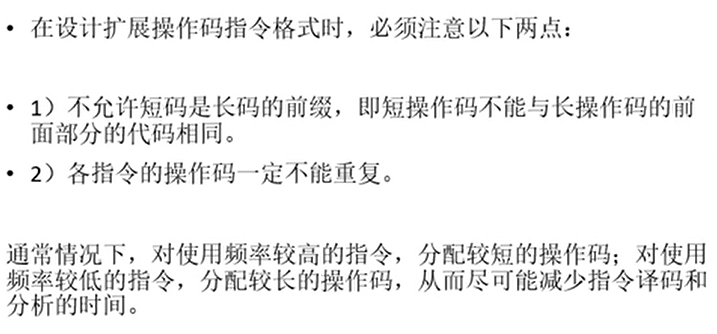 • 在设计扩展操作码指令格式时，必须注意以下两点：
• 1）不允许短码是长码的前缀，即短操作码不能与长操作码的前
面部分的代码相同。
• 2）各指令的操作码一定不能重复。
通常情况下，对使用频率较高的指令，分配较短的操作码；对使用
频率较低的指令，分配较长的操作码，从而尽可能减少指令译码和
分析的时间。